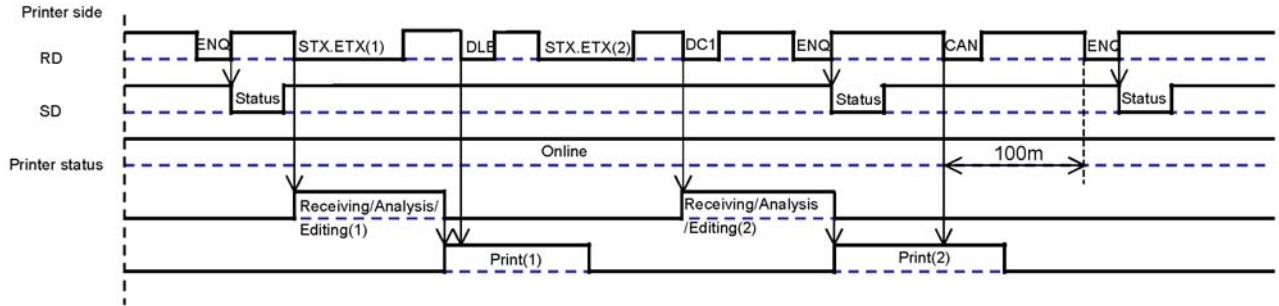 Printer side
RD
ENQ
STX.ETX(1)
DLE
STX.ETX(2)
DC1
ENQ
CAN
ENQ
SD
Status
Status
Status
Printer status
Online
100m
Receiving/Analysis/
Editing(1)
Receiving/Analysis
/Editing(2)
Print(1)
Print(2)